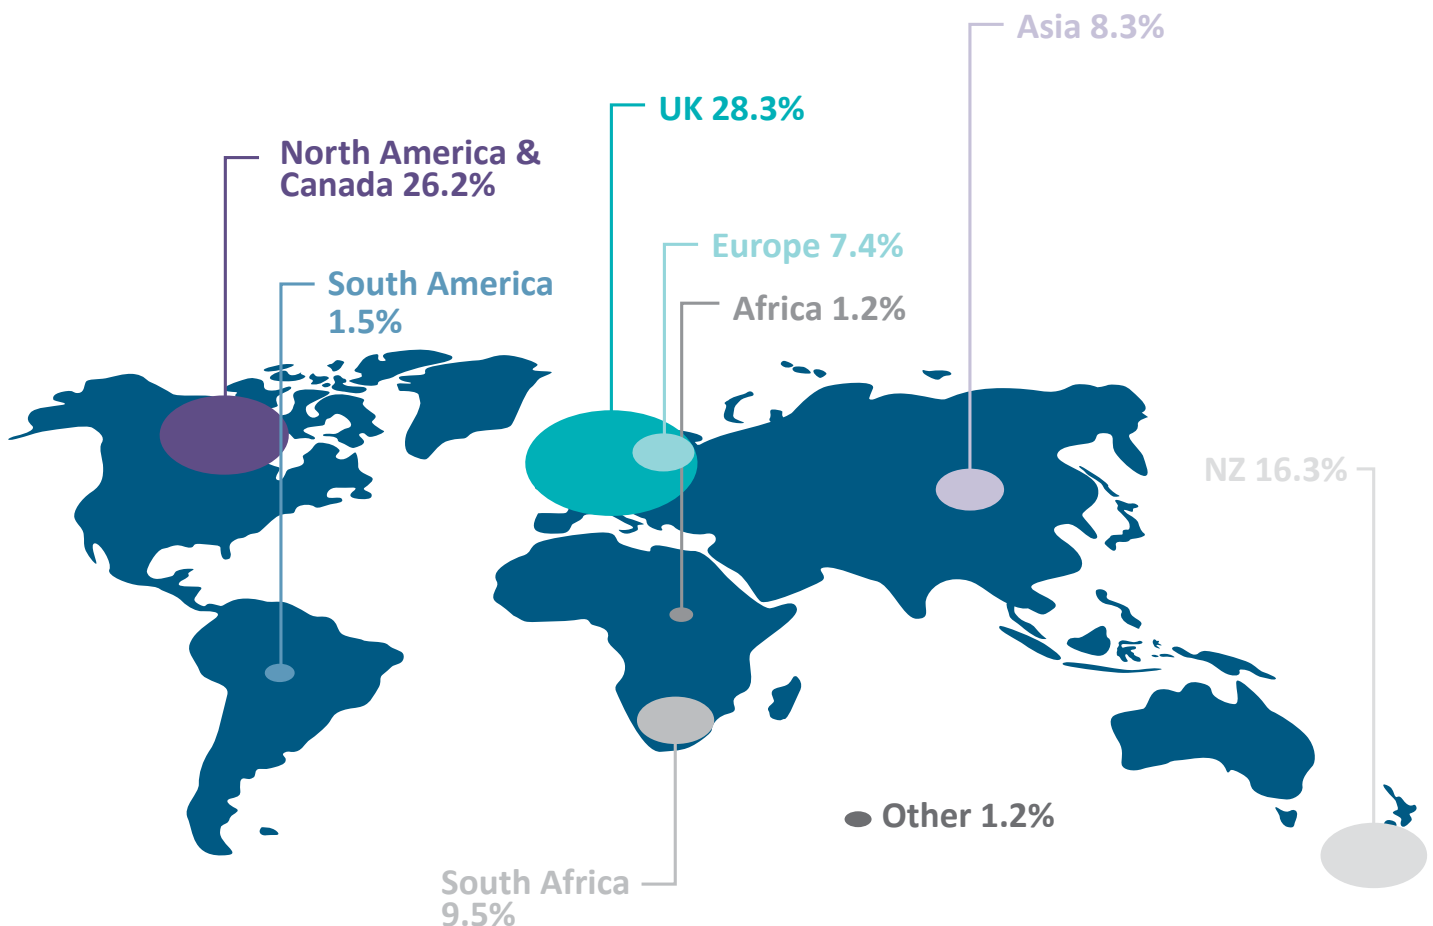 Asia 8.3%
UK 28.3%
North America &
Canada 26.2%
Europe 7.4%
South America
1.5%
Africa 1.2%
NZ 16.3%
Other 1.2%
South Africa
9.5%